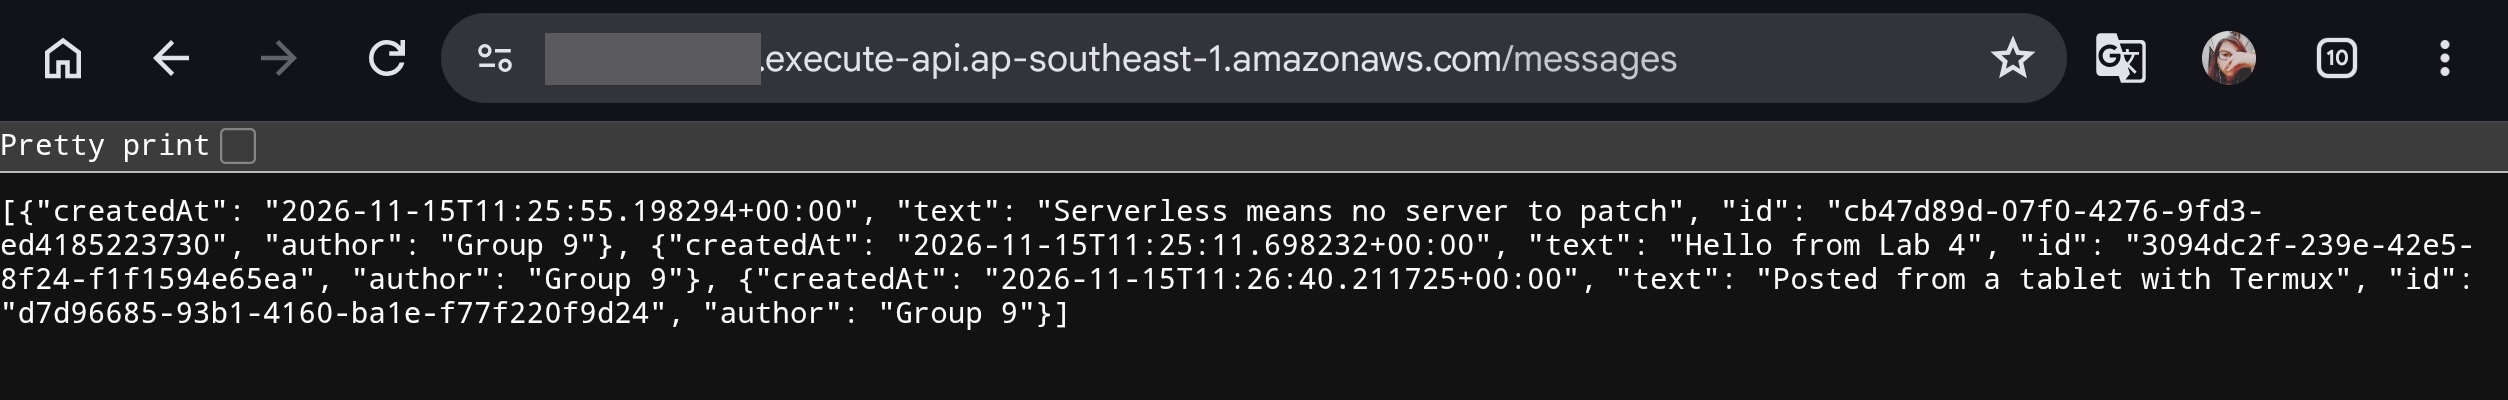 .execute-api.ap-southeast-1.amazonaws.com/messages
10
Pretty print
[{"createdAt": "2026-11-15T11:25:55.198294+00:00", "text": "Serverless means no server to patch", "id": "cb47d89d-07f0-4276-9fd3-
ed4185223730", "author": "Group 9"}, {"createdAt": "2026-11-15T11:25:11.698232+00:00", "text": "Hello from Lab 4", "id": "3094dc2f-239e-42e5-
8f24-f1f1594e65ea", "author": "Group 9"}, {"createdAt": "2026-11-15T11:26:40.211725+00:00", "text": "Posted from a tablet with Termux", "id":
"d7d96685-93b1-4160-ba1e-f77f220f9d24", "author": "Group 9"}]